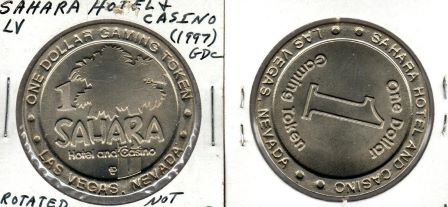 SAHARA HOTEL &
CASINO
LV
(1997)
GDC
• ONE DOLLAR GAMING TOKEN •
1
SAHARA
Hotel and Casino
LAS VEGAS, NEVADA
ROTATED
NOT
• SAHARA HOTEL AND CASINO •
LAS VEGAS, NEVADA
One Dollar
1
Gaming Token